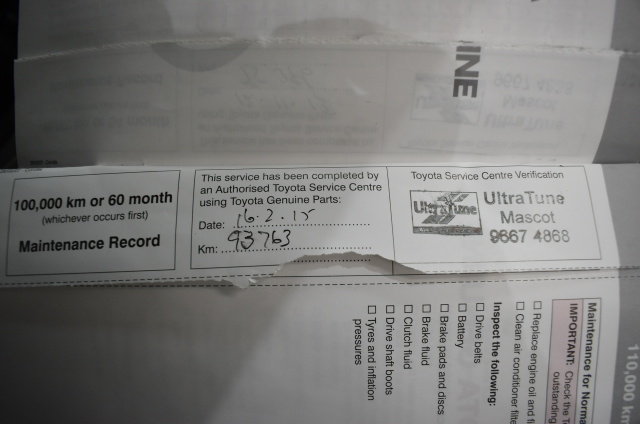 INE
100,000 km or 60 month
(whichever occurs first)
Maintenance Record
This service has been completed by
an Authorised Toyota Service Centre
using Toyota Genuine Parts:
Date: 16.2.15
Km: 93763
Toyota Service Centre Verification
UltraTune
UltraTune
Mascot
9667 4868
110,000 km
Maintenance for Norma
IMPORTANT: Check the T
outstanding
☐ Replace engine oil and fi
☐ Clean air conditioner filte
Inspect the following:
☐ Drive belts
☐ Battery
☐ Brake pads and discs
☐ Brake fluid
☐ Clutch fluid
☐ Drive shaft boots
☐ Tyres and inflation
pressures